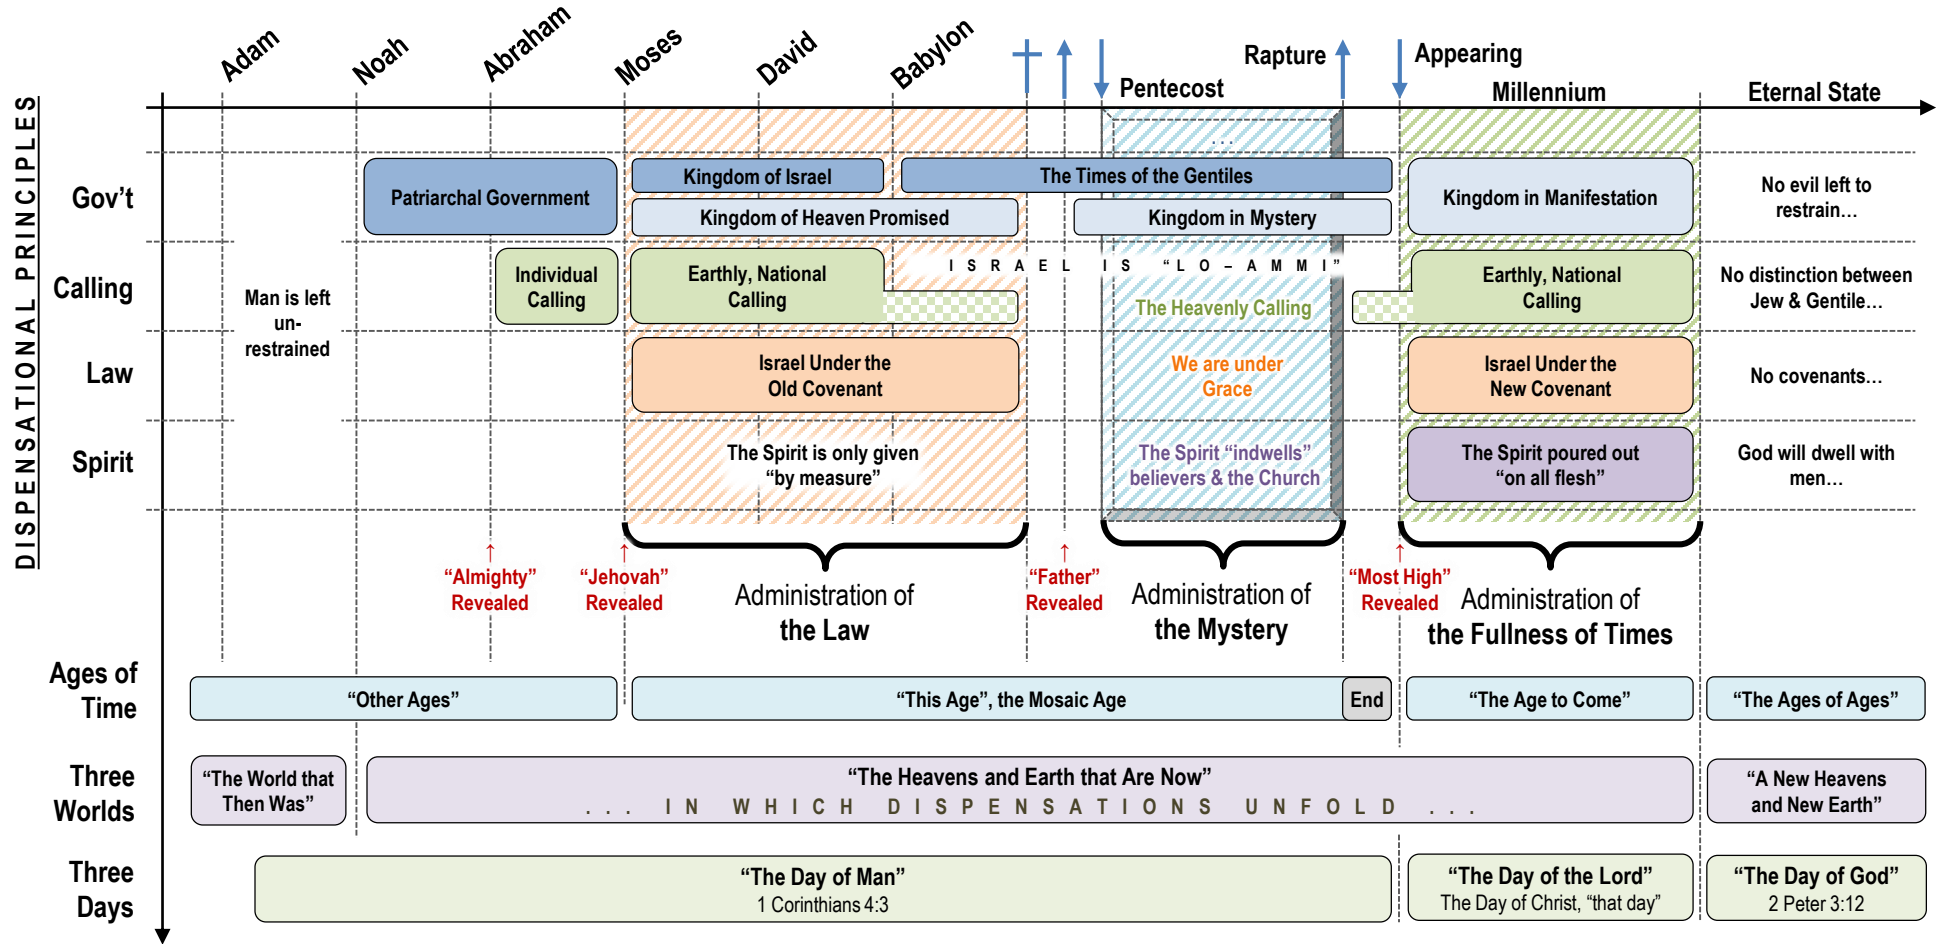 Adam
Noah
Abraham
Moses
David
Babylon
Pentecost
Rapture
Appearing
Millennium
Eternal State
DISPENSATIONAL PRINCIPLES
...
Gov't
Patriarchal Government
Kingdom of Israel
The Times of the Gentiles
Kingdom of Heaven Promised
Kingdom in Mystery
Kingdom in Manifestation
No evil left to
restrain…
Calling
Man is left
un-
restrained
Individual
Calling
Earthly, National
Calling
ISRAEL IS “LO–AMMI”
The Heavenly Calling
Earthly, National
Calling
No distinction between
Jew & Gentile…
Law
Israel Under the
Old Covenant
We are under
Grace
Israel Under the
New Covenant
No covenants…
Spirit
The Spirit is only given
“by measure”
The Spirit “indwells”
believers & the Church
The Spirit poured out
“on all flesh”
God will dwell with
men…
“Almighty”
Revealed
“Jehovah”
Revealed
Administration of
the Law
“Father”
Revealed
Administration of
the Mystery
“Most High”
Revealed
Administration of
the Fullness of Times
Ages of
Time
“Other Ages”
“This Age”, the Mosaic Age
End
“The Age to Come”
“The Ages of Ages”
Three
Worlds
“The World that
Then Was”
“The Heavens and Earth that Are Now”
... IN WHICH DISPENSATIONS UNFOLD ...
“A New Heavens
and New Earth”
Three
Days
“The Day of Man”
1 Corinthians 4:3
“The Day of the Lord”
The Day of Christ, “that day”
“The Day of God”
2 Peter 3:12